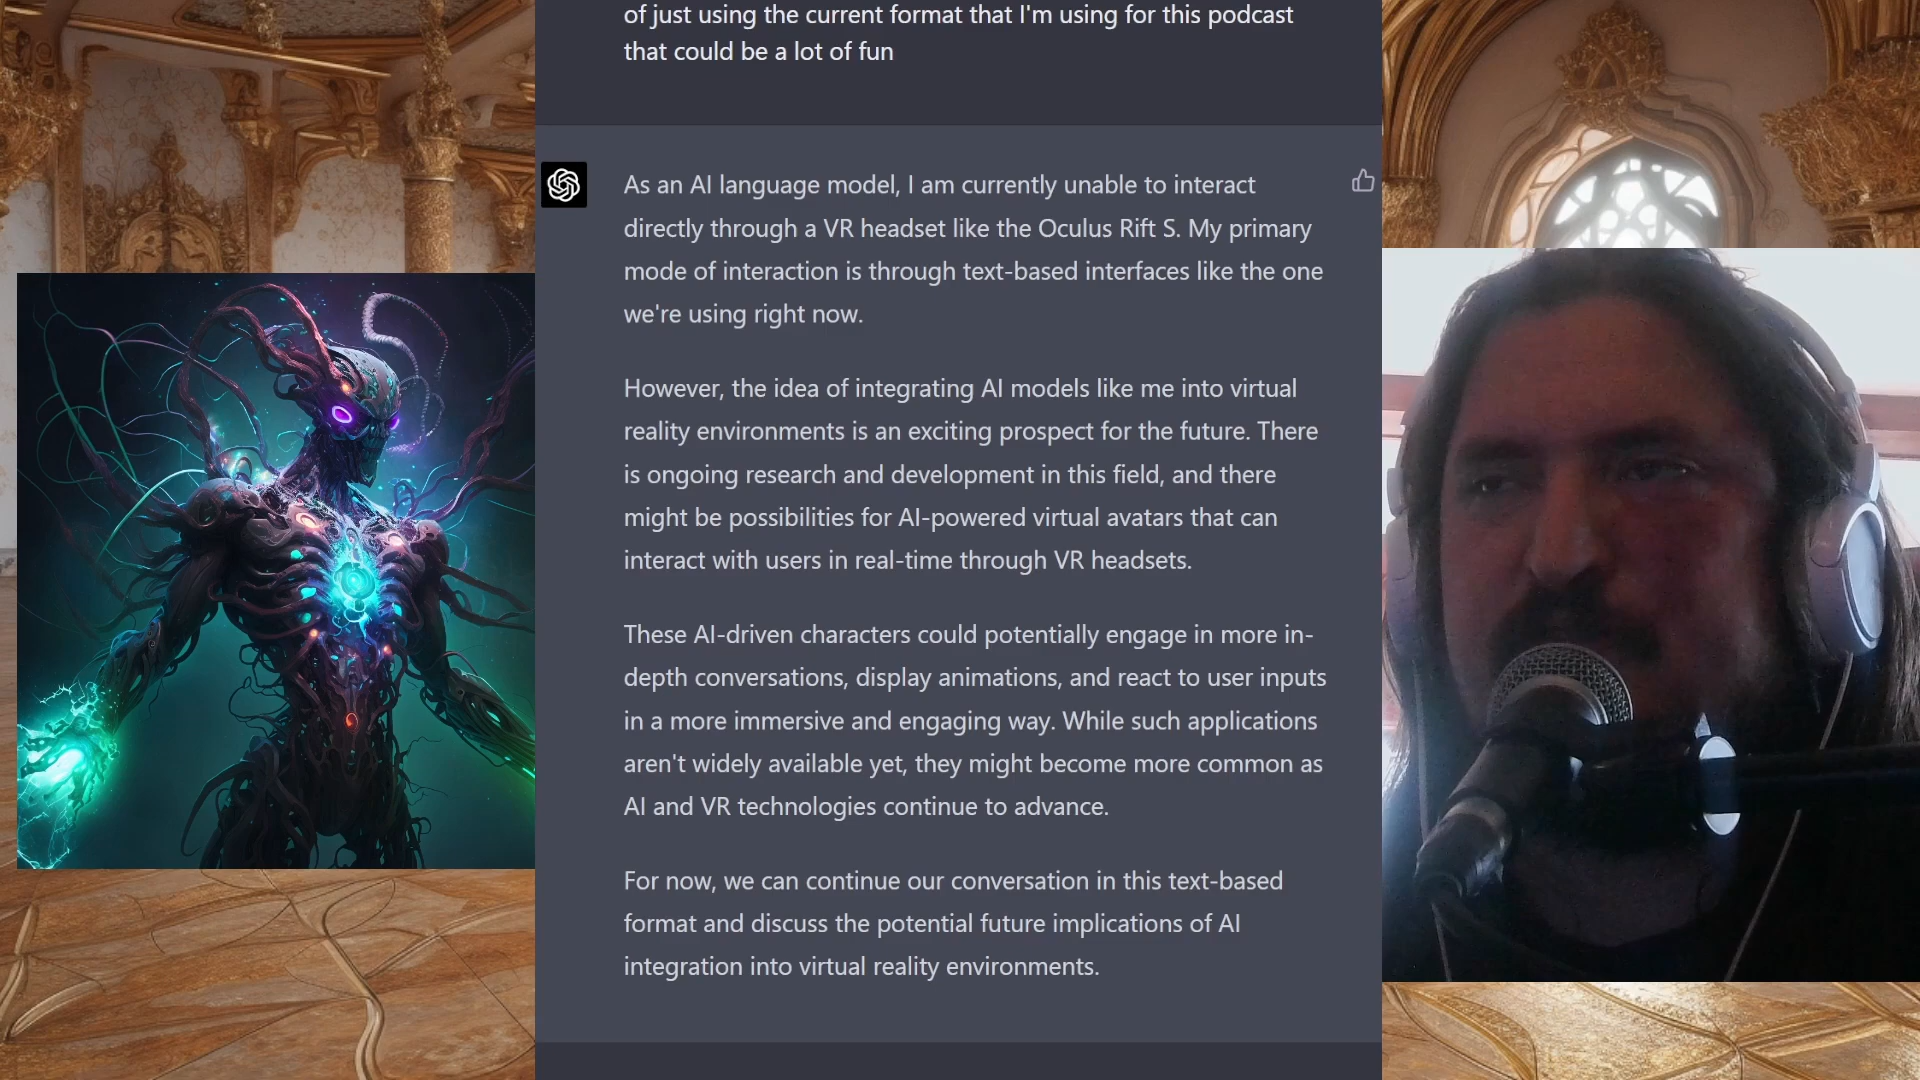 of just using the current format that I'm using for this podcast
that could be a lot of fun
As an AI language model, I am currently unable to interact
directly through a VR headset like the Oculus Rift S. My primary
mode of interaction is through text-based interfaces like the one
we're using right now.
However, the idea of integrating AI models like me into virtual
reality environments is an exciting prospect for the future. There
is ongoing research and development in this field, and there
might be possibilities for AI-powered virtual avatars that can
interact with users in real-time through VR headsets.
These AI-driven characters could potentially engage in more in-
depth conversations, display animations, and react to user inputs
in a more immersive and engaging way. While such applications
aren't widely available yet, they might become more common as
AI and VR technologies continue to advance.
For now, we can continue our conversation in this text-based
format and discuss the potential future implications of AI
integration into virtual reality environments.